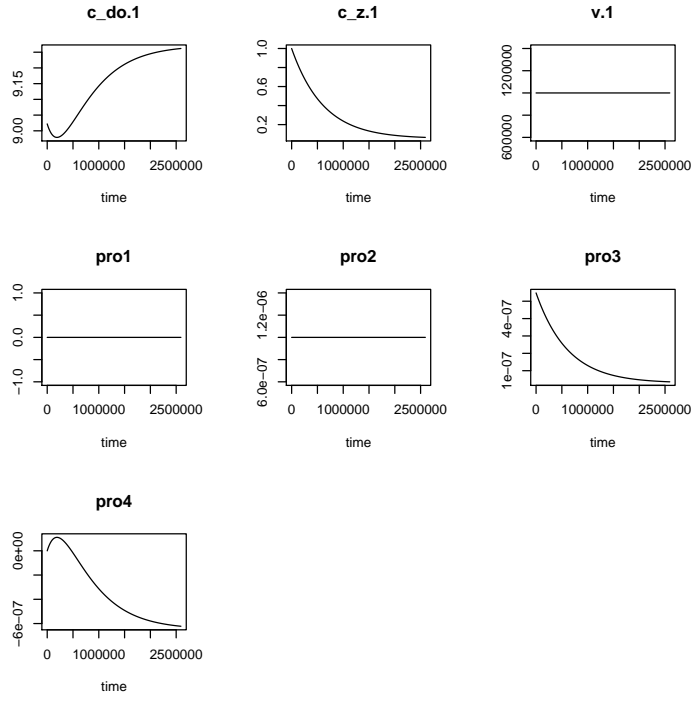 c_do.1
c_z.1
v.1
9.00 9.15
0 1000000 2500000
time
0.2 0.6 1.0
0 1000000 2500000
time
600000 1200000
0 1000000 2500000
time
pro1
pro2
pro3
−1.0 0.0 1.0
0 1000000 2500000
time
6.0e−07 1.2e−06
0 1000000 2500000
time
1e−07 4e−07
0 1000000 2500000
time
pro4
−6e−07 0e+00
0 1000000 2500000
time